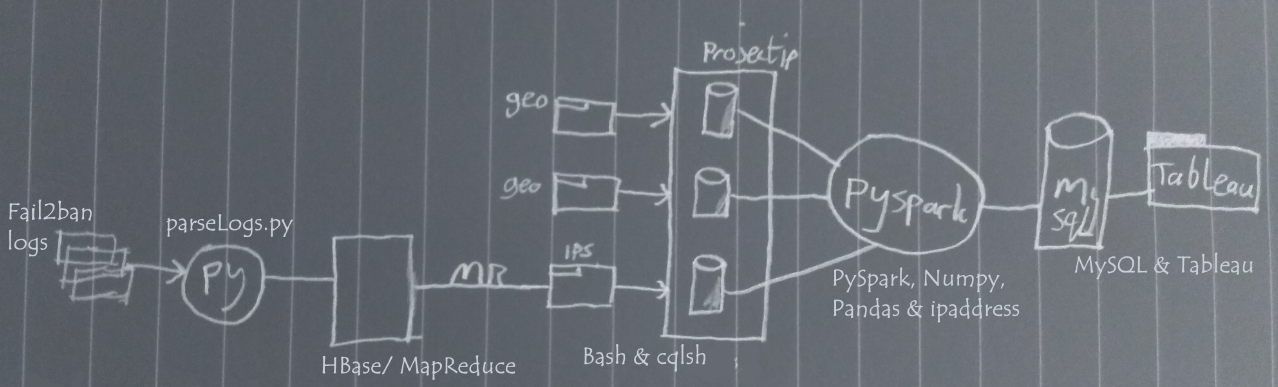 Projectip
geo
geo
Fail2ban
logs
parseLogs.py
Py
MR
IPS
Pyspark
My
sql
Tableau
PySpark, Numpy,
Pandas & ipaddress
MySQL & Tableau
HBase/ MapReduce
Bash & cqlsh